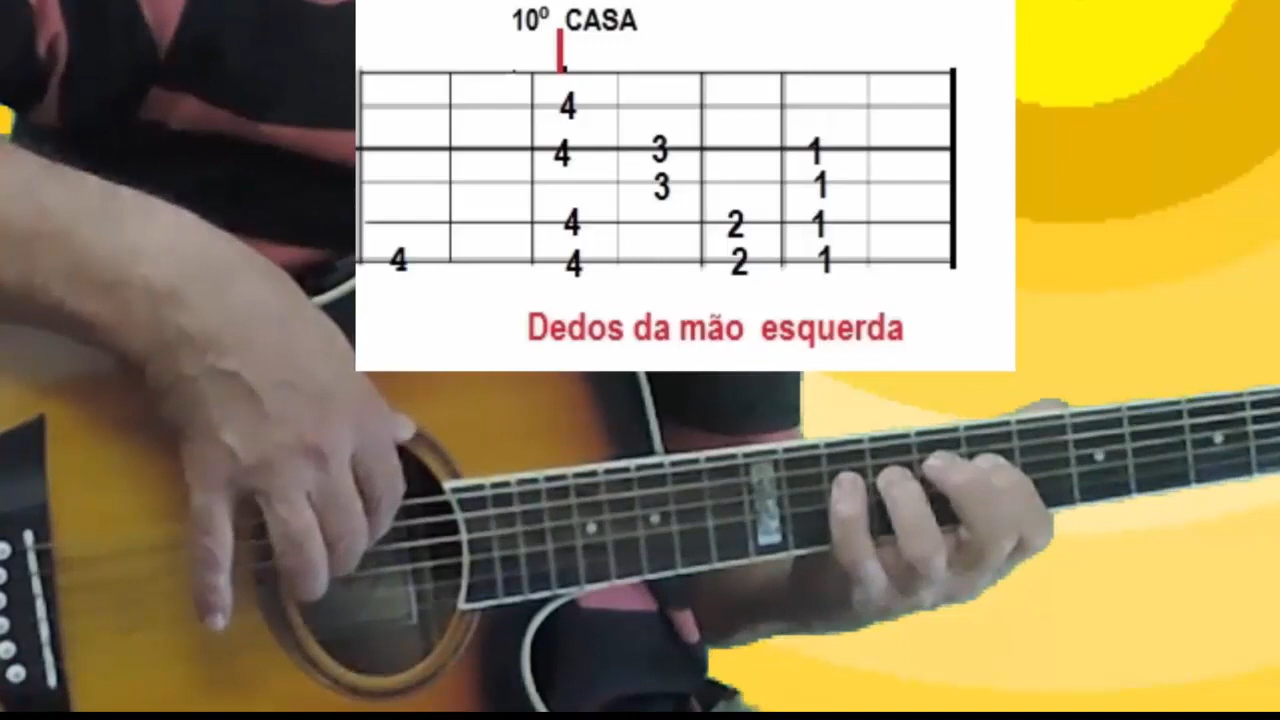 10º CASA
4
4 3 1
3 1
4 2 1
4 4 2 1
Dedos da mão esquerda